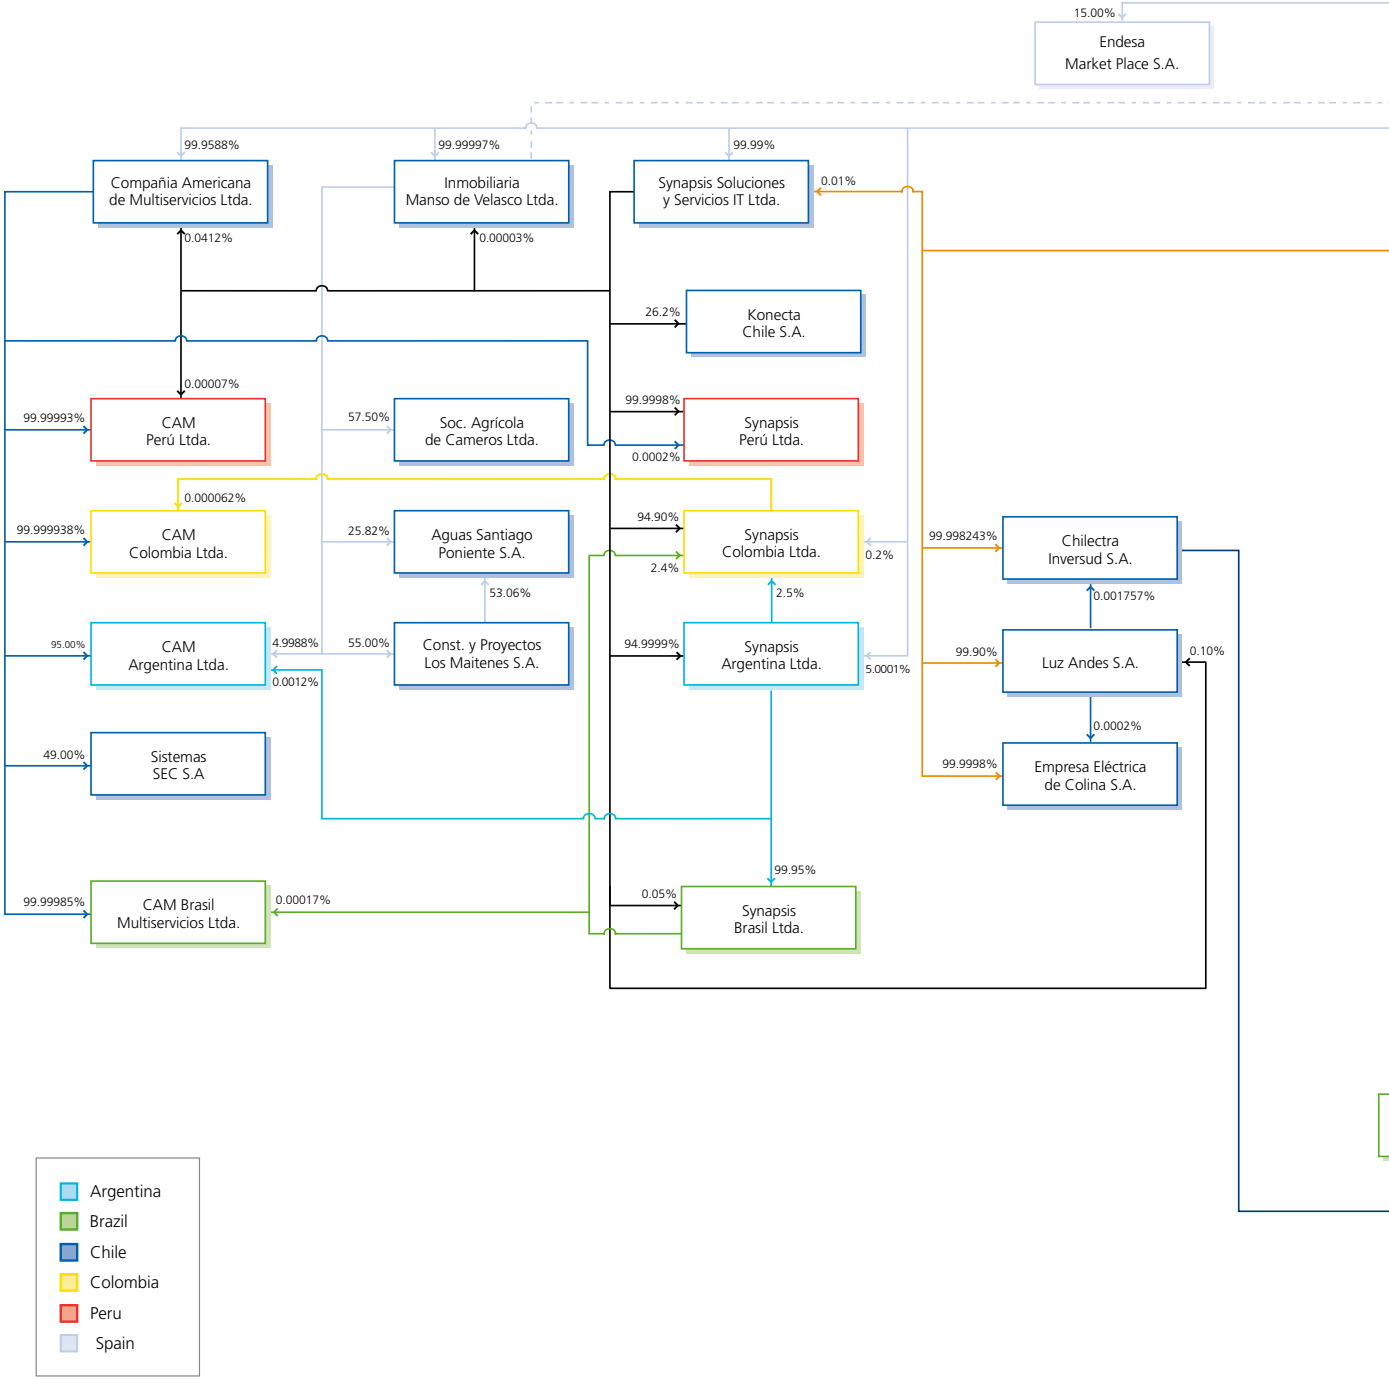 15.00%
Endesa
Market Place S.A.
99.9588%
99.99997%
99.99%
Compañia Americana
de Multiservicios Ltda.
Inmobiliaria
Manso de Velasco Ltda.
Synapsis Soluciones
y Servicios IT Ltda.
0.01%
0.0412%
0.00003%
26.2%
Konecta
Chile S.A.
0.00007%
99.99993%
CAM
Perú Ltda.
57.50%
Soc. Agrícola
de Cameros Ltda.
99.9998%
Synapsis
Perú Ltda.
0.0002%
0.000062%
99.999938%
CAM
Colombia Ltda.
25.82%
Aguas Santiago
Poniente S.A.
94.90%
2.4%
Synapsis
Colombia Ltda.
0.2%
99.998243%
Chilectra
Inversud S.A.
53.06%
2.5%
0.001757%
95.00%
CAM
Argentina Ltda.
4.9988%
0.0012%
55.00%
Const. y Proyectos
Los Maitenes S.A.
94.9999%
Synapsis
Argentina Ltda.
5.0001%
99.90%
Luz Andes S.A.
0.10%
0.0002%
49.00%
Sistemas
SEC S.A
99.9998%
Empresa Eléctrica
de Colina S.A.
99.95%
99.99985%
CAM Brasil
Multiservicios Ltda.
0.00017%
0.05%
Synapsis
Brasil Ltda.
Argentina
Brazil
Chile
Colombia
Peru
Spain